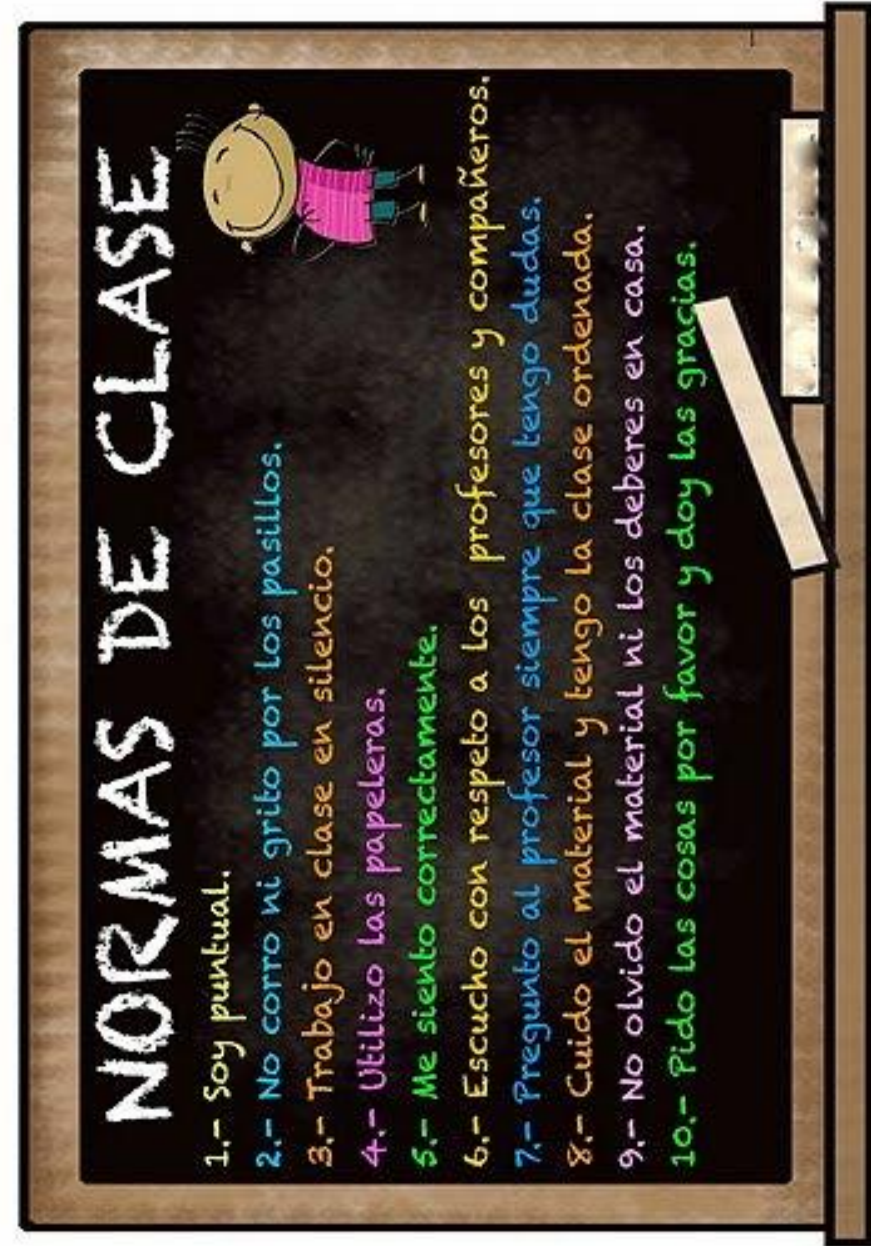 NORMAS DE CLASE
1.- Soy puntual.
2.- No corro ni grito por los pasillos.
3.- Trabajo en clase en silencio.
4.- Utilizo las papeleras.
5.- Me siento correctamente.
6.- Escucho con respeto a los profesores y compañeros.
7.- Pregunto al profesor siempre que tengo dudas.
8.- Cuido el material y tengo la clase ordenada.
9.- No olvido el material ni los deberes en casa.
10.- Pido las cosas por favor y doy las gracias.